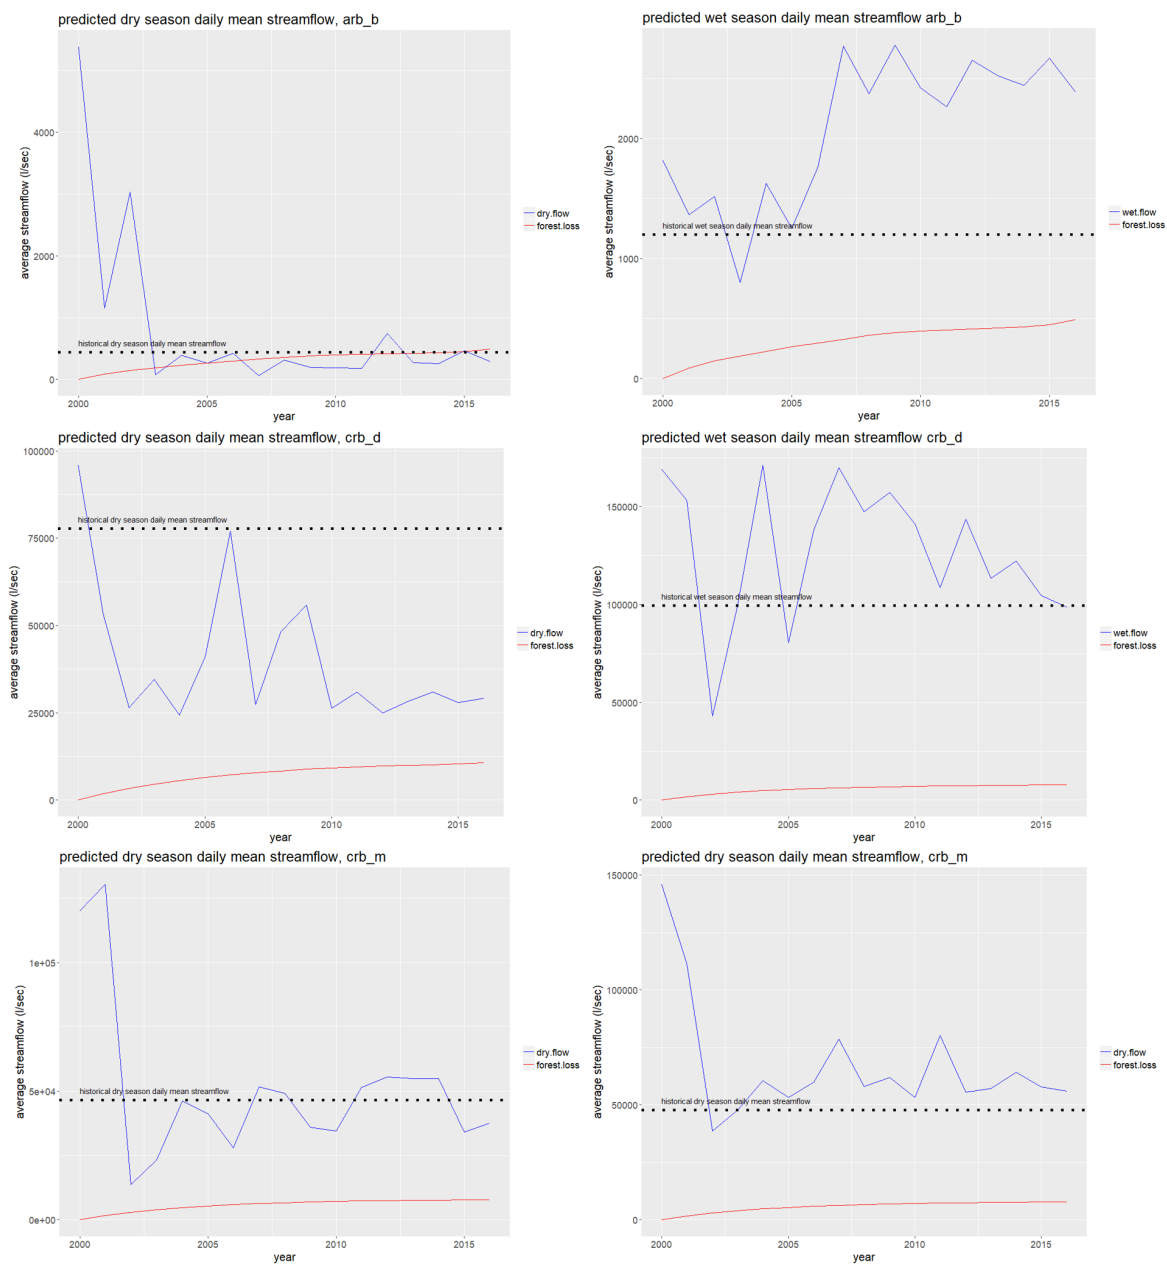 predicted dry season daily mean streamflow, arb_b
average streamflow (l/sec)
4000
2000
0
historical dry season daily mean streamflow
2000
2005
2010
2015
year
dry.flow
forest.loss
predicted wet season daily mean streamflow arb_b
average streamflow (l/sec)
2000
1000
0
historical wet season daily mean streamflow
2000
2005
2010
2015
year
wet.flow
forest.loss
predicted dry season daily mean streamflow, crb_d
average streamflow (l/sec)
100000
75000
50000
25000
0
historical dry season daily mean streamflow
2000
2005
2010
2015
year
dry.flow
forest.loss
predicted wet season daily mean streamflow crb_d
average streamflow (l/sec)
150000
100000
50000
0
historical wet season daily mean streamflow
2000
2005
2010
2015
year
wet.flow
forest.loss
predicted dry season daily mean streamflow, crb_m
average streamflow (l/sec)
1e+05
5e+04
0e+00
historical dry season daily mean streamflow
2000
2005
2010
2015
year
dry.flow
forest.loss
predicted dry season daily mean streamflow, crb_m
average streamflow (l/sec)
150000
100000
50000
0
historical dry season daily mean streamflow
2000
2005
2010
2015
year
dry.flow
forest.loss